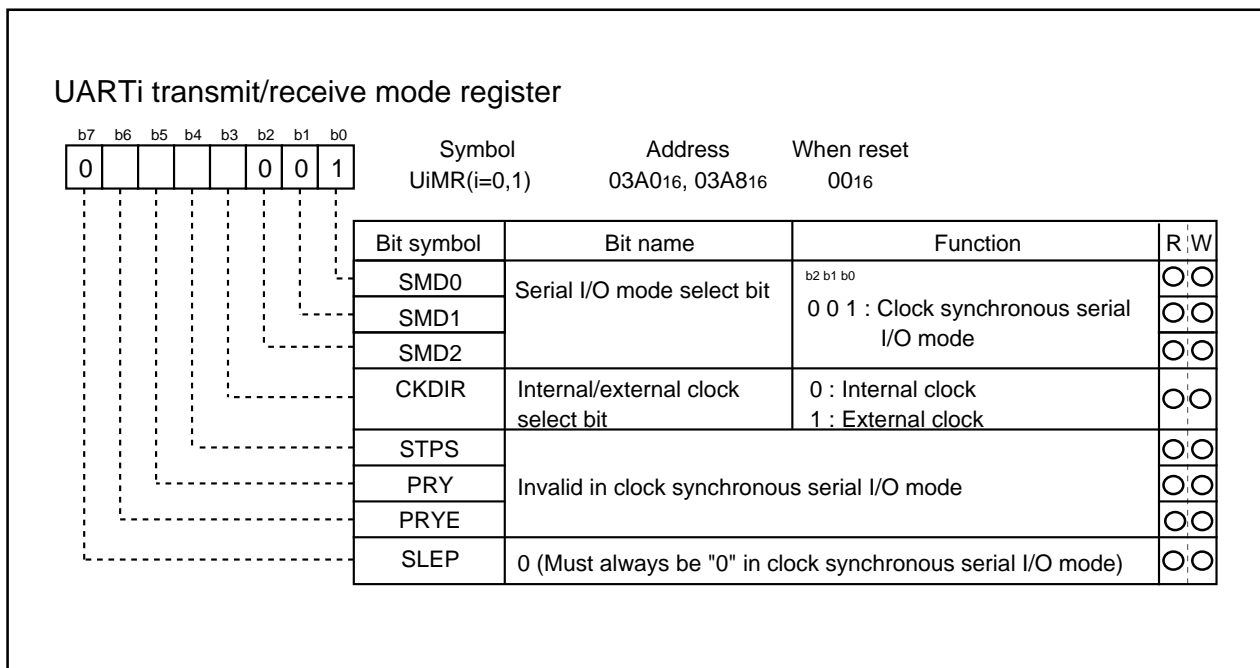 UARTi transmit/receive mode register
b7 b6 b5 b4 b3 b2 b1 b0
0 0 0 1
Symbol Address When reset
UiMR(i=0,1) 03A016, 03A816 0016
Bit symbol Bit name Function R W
SMD0
SMD1
SMD2
Serial I/O mode select bit
b2 b1 b0
0 0 1 : Clock synchronous serial
I/O mode
CKDIR
Internal/external clock
select bit
0 : Internal clock
1 : External clock
STPS
PRY
PRYE
Invalid in clock synchronous serial I/O mode
SLEP
0 (Must always be "0" in clock synchronous serial I/O mode)